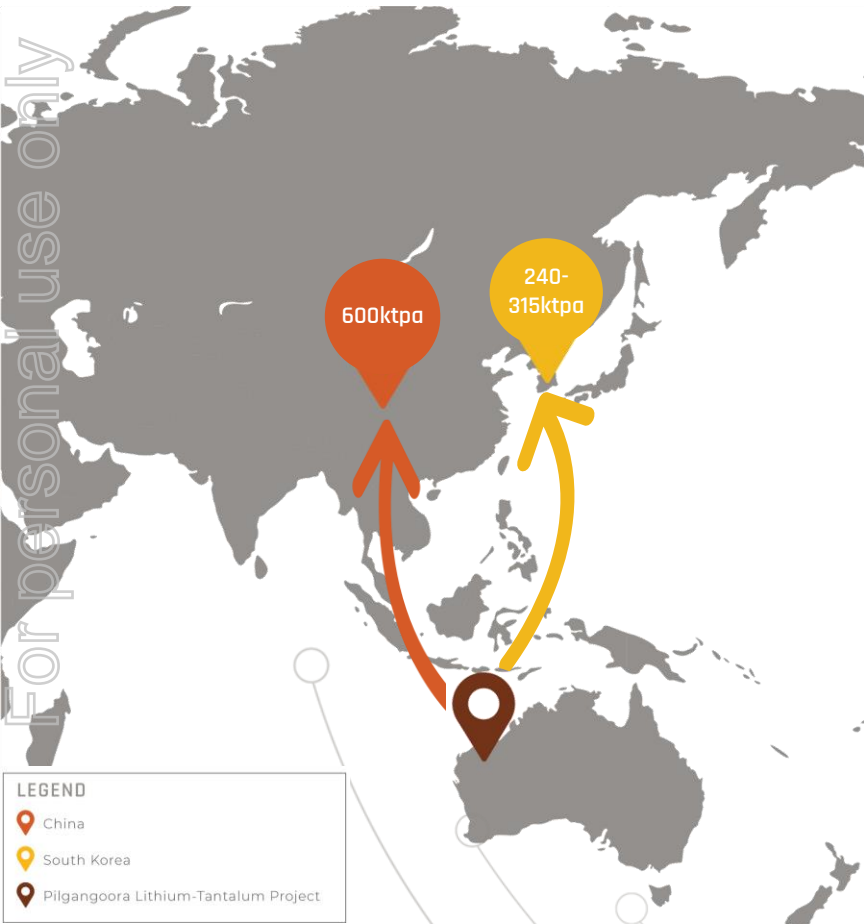 For personal use only
600ktpa
240-
315ktpa
LEGEND
China
South Korea
Pilgangoora Lithium-Tantalum Project